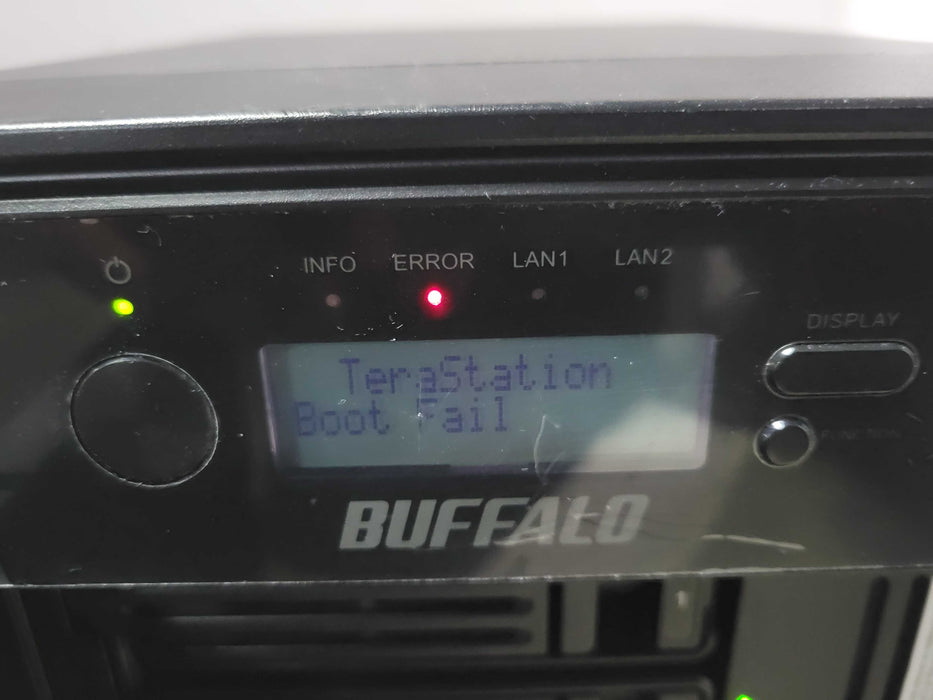 INFO ERROR LAN1 LAN2
DISPLAY
TeraStation
Boot Fail
FUNCTION
BUFFALO